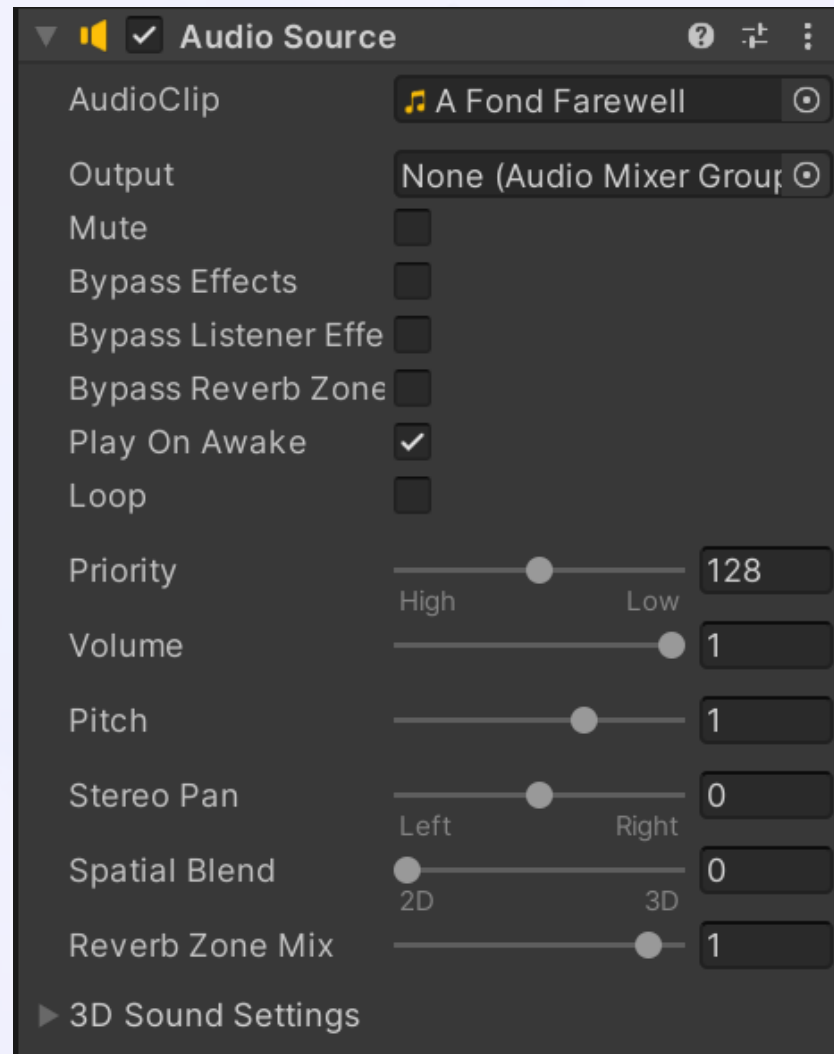 Audio Source
AudioClip A Fond Farewell
Output None (Audio Mixer Group
Mute
Bypass Effects
Bypass Listener Effe
Bypass Reverb Zone
Play On Awake
Loop
Priority 128
High Low
Volume 1
Pitch 1
Stereo Pan 0
Left Right
Spatial Blend 0
2D 3D
Reverb Zone Mix 1
3D Sound Settings